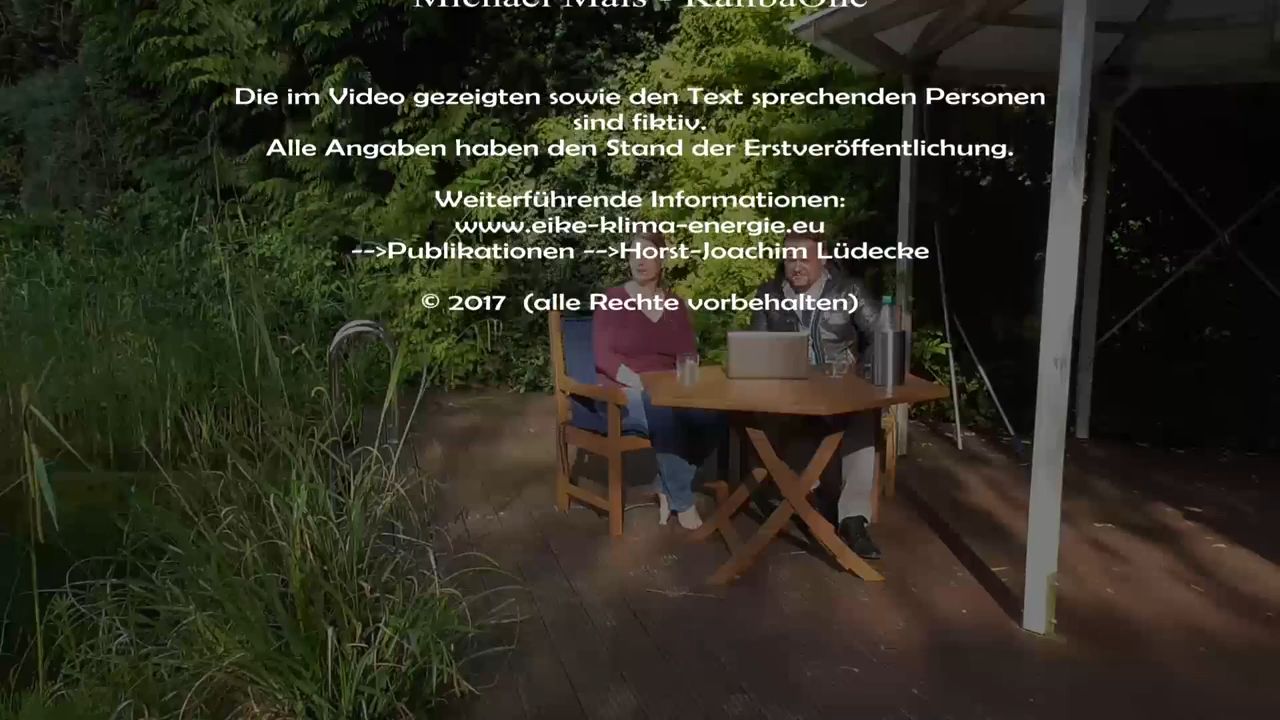 Die im Video gezeigten sowie den Text sprechenden Personen
sind fiktiv.
Alle Angaben haben den Stand der Erstveröffentlichung.
Weiterführende Informationen:
www.eike-klima-energie.eu
-->Publikationen -->Horst-Joachim Lüdecke
© 2017 (alle Rechte vorbehalten)